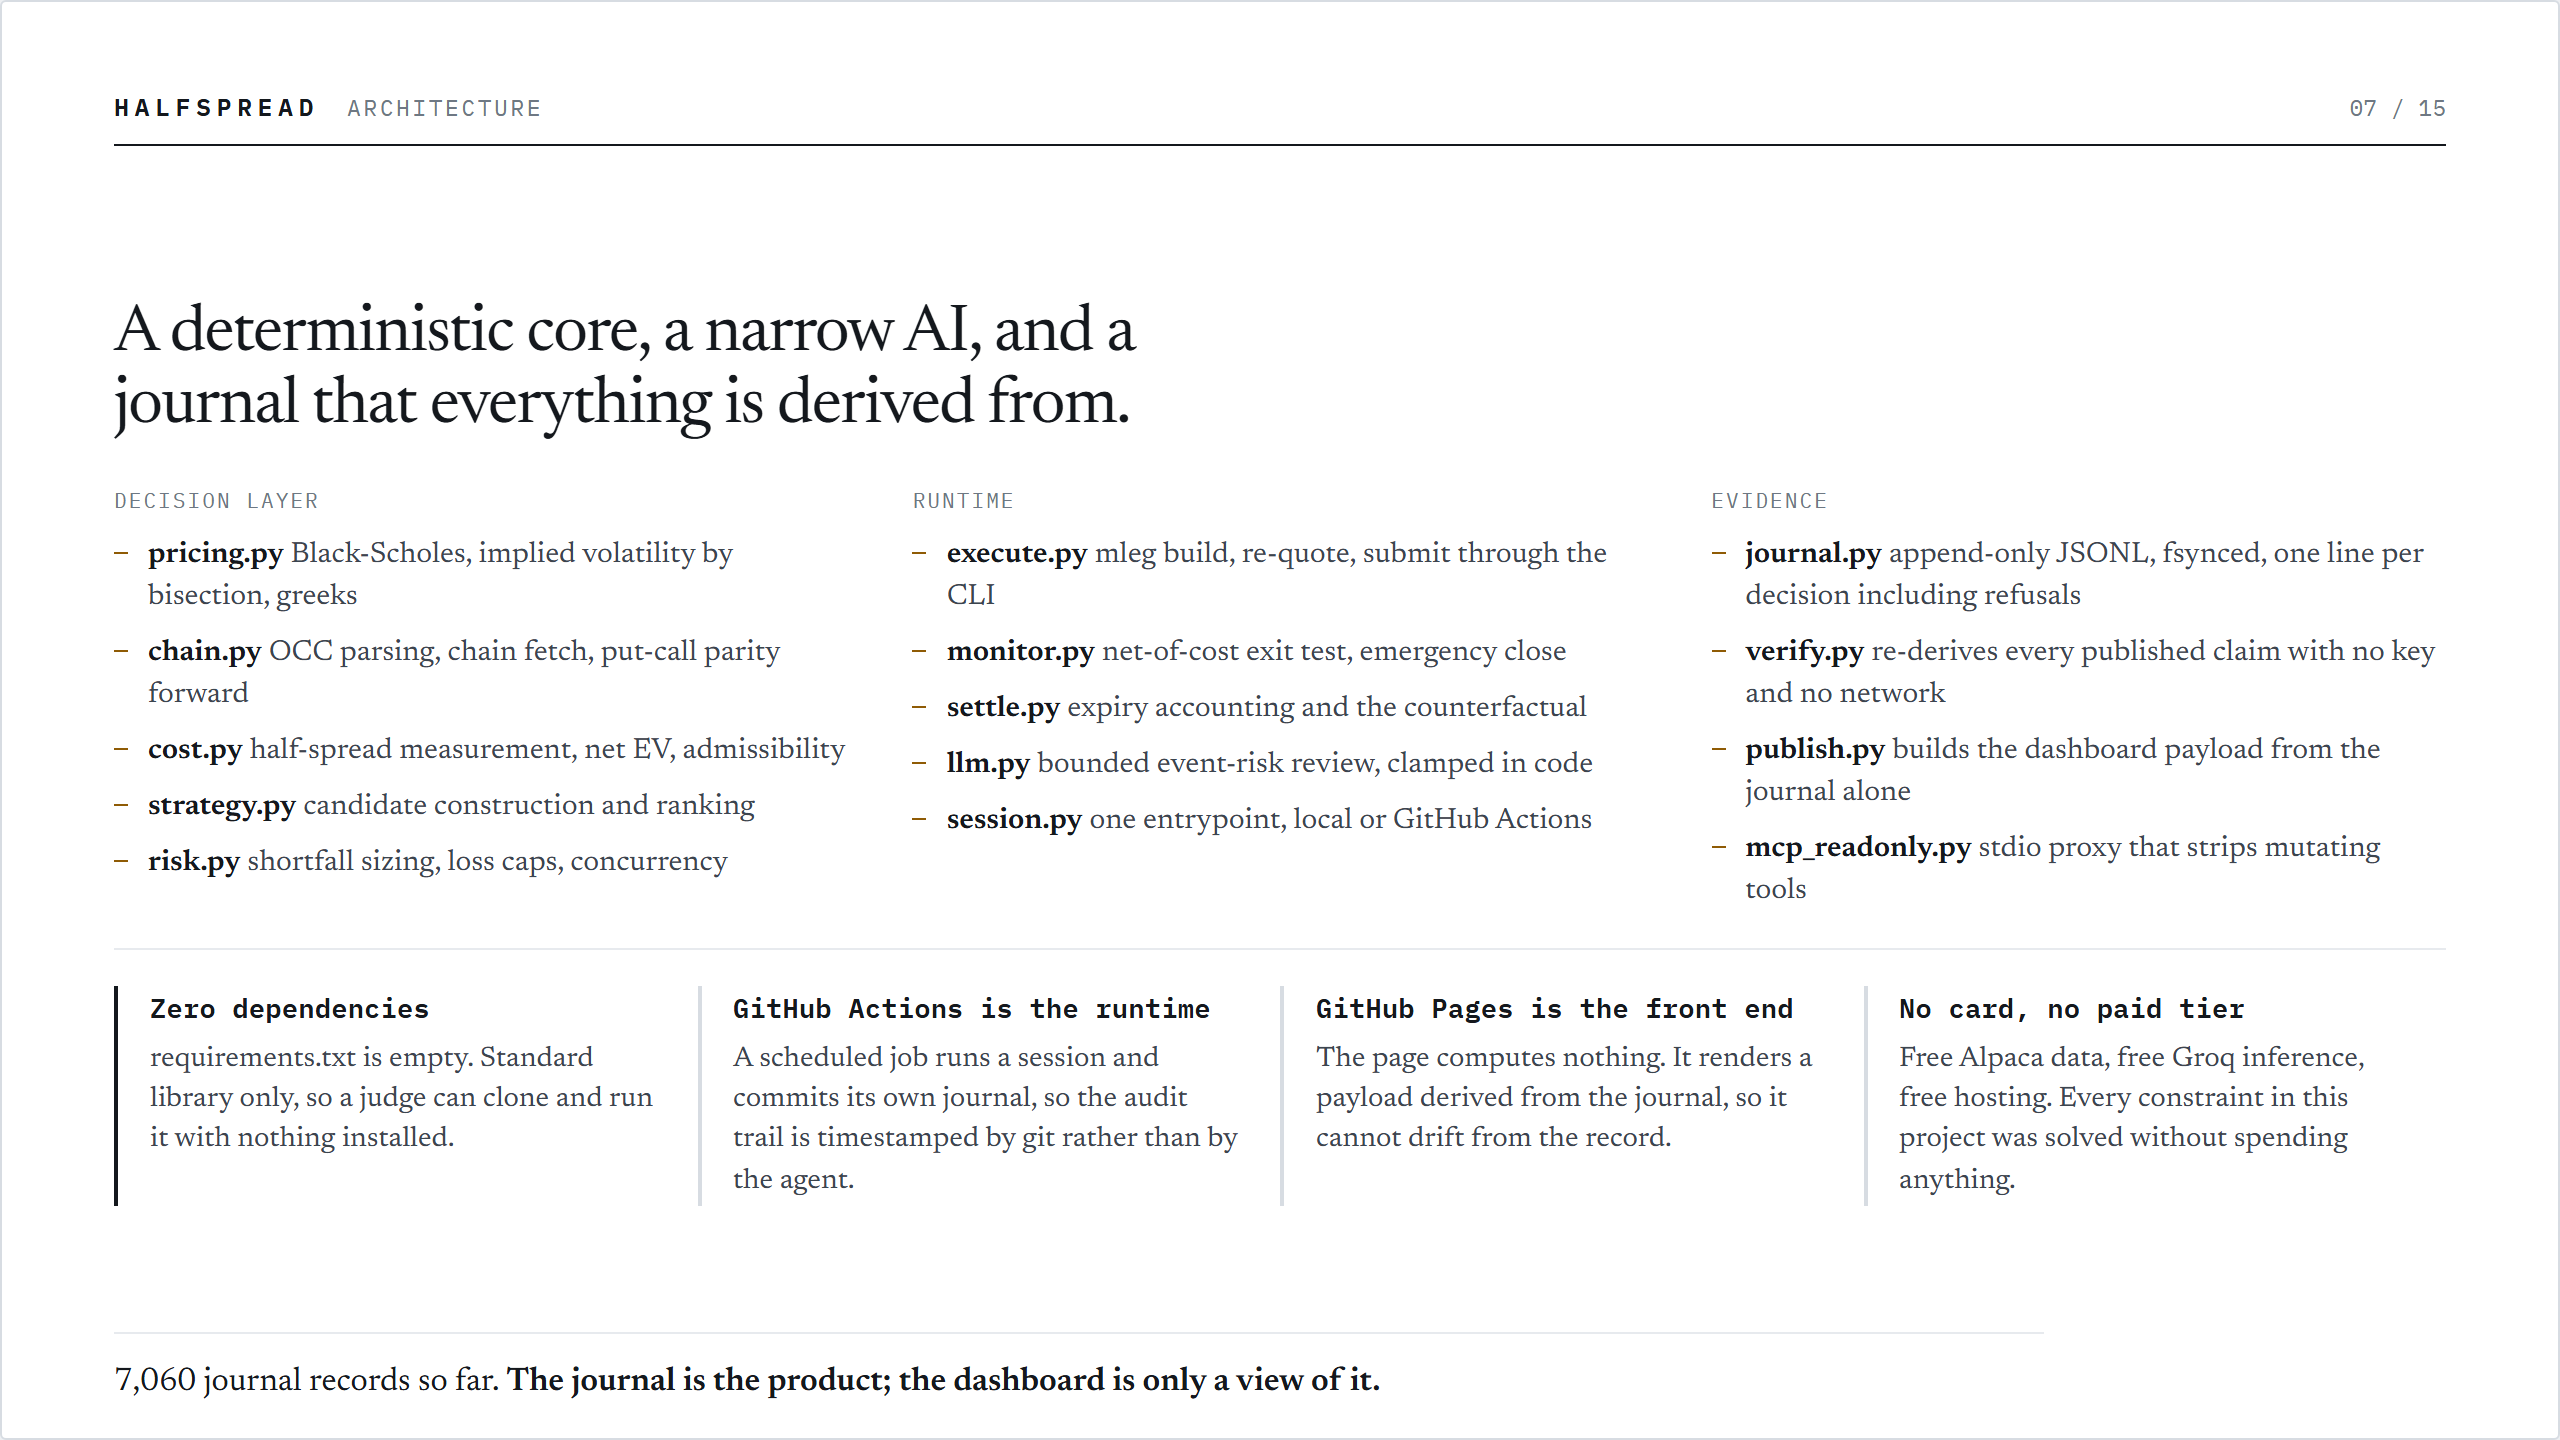 HALFSPREAD ARCHITECTURE
07 / 15
A deterministic core, a narrow AI, and a
journal that everything is derived from.
DECISION LAYER
– pricing.py Black-Scholes, implied volatility by
bisection, greeks
– chain.py OCC parsing, chain fetch, put-call parity
forward
– cost.py half-spread measurement, net EV, admissibility
– strategy.py candidate construction and ranking
– risk.py shortfall sizing, loss caps, concurrency
RUNTIME
– execute.py mleg build, re-quote, submit through the
CLI
– monitor.py net-of-cost exit test, emergency close
– settle.py expiry accounting and the counterfactual
– llm.py bounded event-risk review, clamped in code
– session.py one entrypoint, local or GitHub Actions
EVIDENCE
– journal.py append-only JSONL, fsynced, one line per
decision including refusals
– verify.py re-derives every published claim with no key
and no network
– publish.py builds the dashboard payload from the
journal alone
– mcp_readonly.py stdio proxy that strips mutating
tools
Zero dependencies
requirements.txt is empty. Standard
library only, so a judge can clone and run
it with nothing installed.
GitHub Actions is the runtime
A scheduled job runs a session and
commits its own journal, so the audit
trail is timestamped by git rather than by
the agent.
GitHub Pages is the front end
The page computes nothing. It renders a
payload derived from the journal, so it
cannot drift from the record.
No card, no paid tier
Free Alpaca data, free Groq inference,
free hosting. Every constraint in this
project was solved without spending
anything.
7,060 journal records so far. The journal is the product; the dashboard is only a view of it.